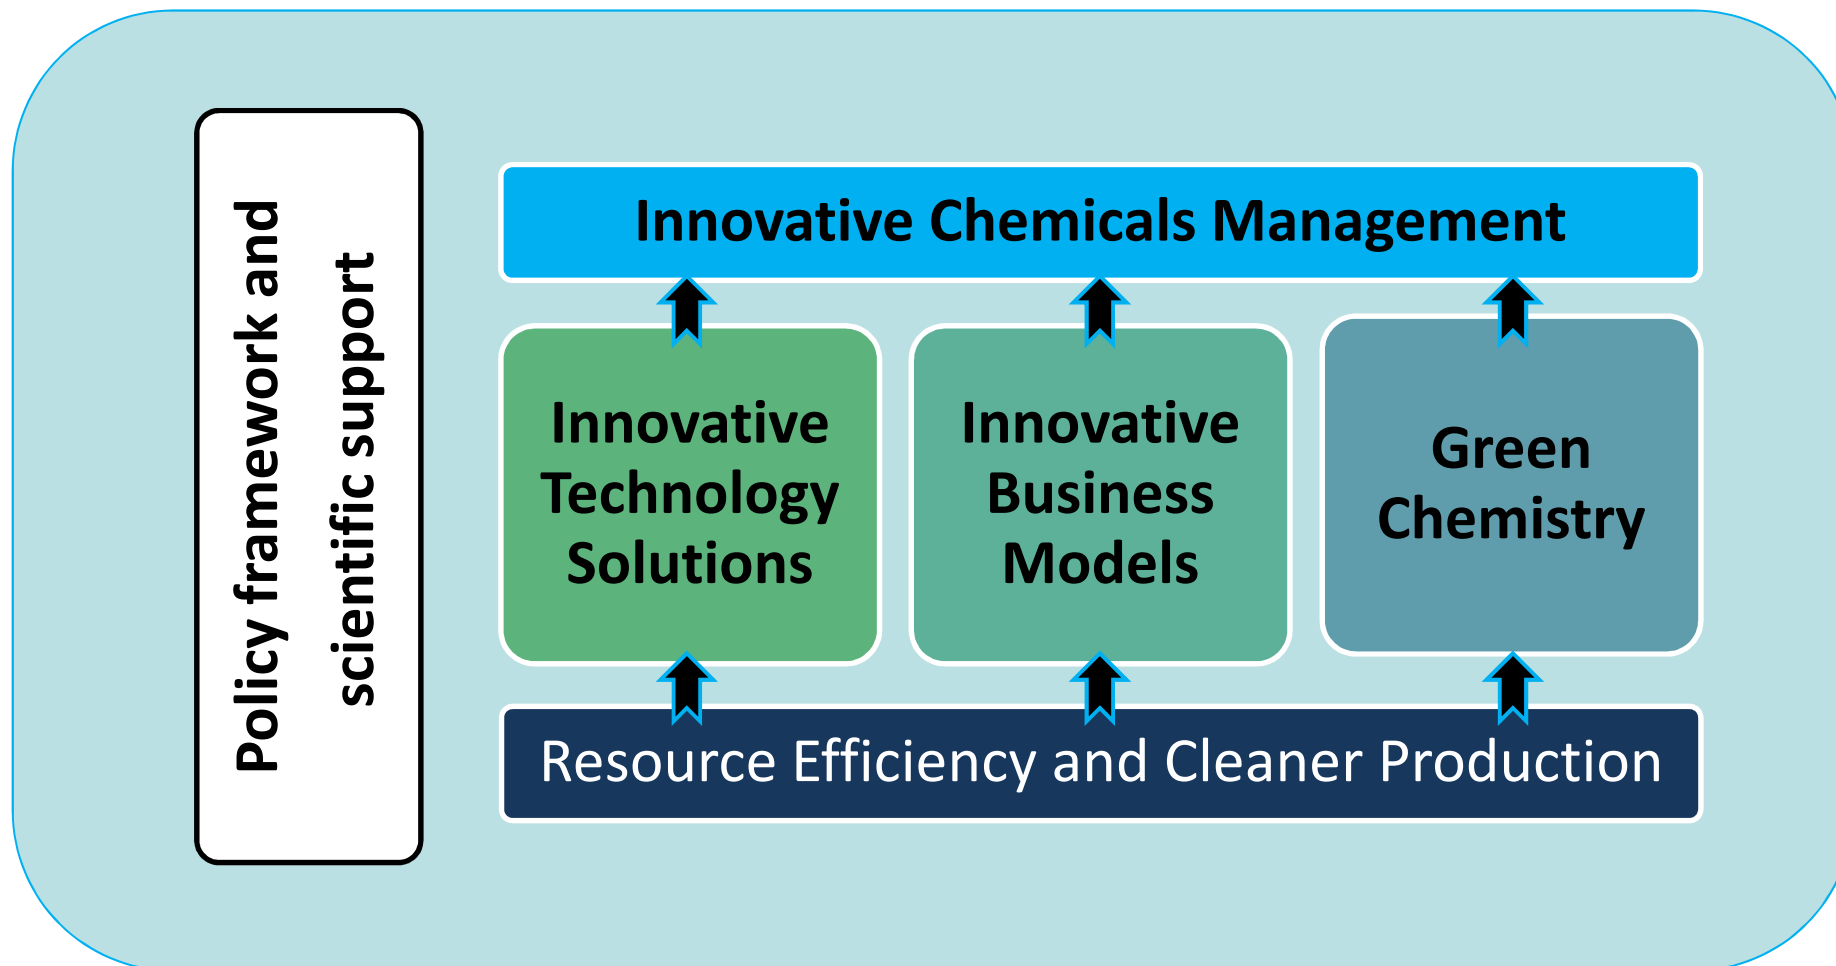 Policy framework and
scientific support
Innovative Chemicals Management
Innovative
Technology
Solutions
Innovative
Business
Models
Green
Chemistry
Resource Efficiency and Cleaner Production